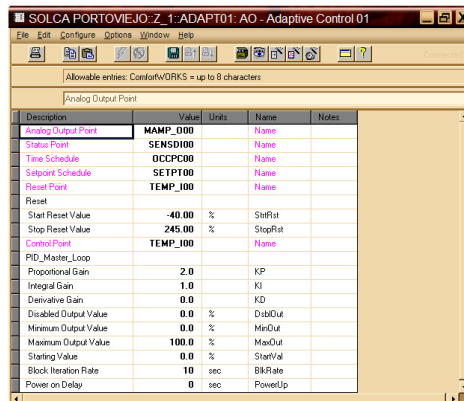 SOLCA PORTOVIEJO::Z_1::ADAPT01: AO - Adaptive Control 01
File Edit Configure Options Window Help
Allowable entries: ComfortWORKS = up to 8 characters
Analog Output Point
Description Value Units Name Notes
Analog Output Point MAMP_O00 Name
Status Point SENSDI00 Name
Time Schedule OCCPC00 Name
Setpoint Schedule SETPT00 Name
Reset Point TEMP_I00 Name
Reset
Start Reset Value -40.00 % StrtRst
Stop Reset Value 245.00 % StopRst
Control Point TEMP_I00 Name
PID_Master_Loop
Proportional Gain 2.0 KP
Integral Gain 1.0 KI
Derivative Gain 0.0 KD
Disabled Output Value 0.0 % DsblOut
Minimum Output Value 0.0 % MinOut
Maximum Output Value 100.0 % MaxOut
Starting Value 0.0 % StartVal
Block Iteration Rate 10 sec BlkRate
Power on Delay 0 sec PowerUp